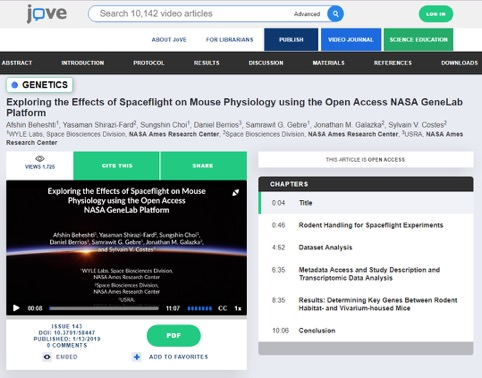 jove
Search 10,142 video articles
Advanced
LOG IN
ABOUT JoVE
FOR LIBRARIANS
PUBLISH
VIDEO JOURNAL
SCIENCE EDUCATION
ABSTRACT
INTRODUCTION
PROTOCOL
RESULTS
DISCUSSION
MATERIALS
REFERENCES
DOWNLOADS
GENETICS
Exploring the Effects of Spaceflight on Mouse Physiology using the Open Access NASA GeneLab
Platform
Afshin Beheshti1, Yasaman Shirazi-Fard2, Sungshin Choi1, Daniel Berrios3, Samrawit G. Gebre1, Jonathan M. Galazka2, Sylvain V. Costes2
1WYLE Labs, Space Biosciences Division, NASA Ames Research Center, 2Space Biosciences Division, NASA Ames Research Center, 3USRA, NASA Ames
Research Center
VIEWS 1,725
CITE THIS
SHARE
Exploring the Effects of Spaceflight on Mouse
Physiology using the Open Access
NASA GeneLab Platform
Afshin Beheshti1, Yasaman Shirazi-Fard2, Sungshin Choi1,
Daniel Berrios3, Samrawit G. Gebre1, Jonathan M. Galazka2,
and Sylvain V. Costes2
1WYLE Labs, Space Biosciences Division,
NASA Ames Research Center
2Space Biosciences Division,
NASA Ames Research Center
3USRA,
00:08
11:07
CC
1x
ISSUE 143
DOI: 10.3791/58447
PUBLISHED: 1/13/2019
0 COMMENTS
PDF
EMBED
ADD TO FAVORITES
THIS ARTICLE IS OPEN ACCESS.
CHAPTERS
0:04 Title
0:46 Rodent Handling for Spaceflight Experiments
4:52 Dataset Analysis
6:35 Metadata Access and Study Description and
Transcriptomic Data Analysis
8:35 Results: Determining Key Genes Between Rodent
Habitat- and Vivarium-housed Mice
10:06 Conclusion